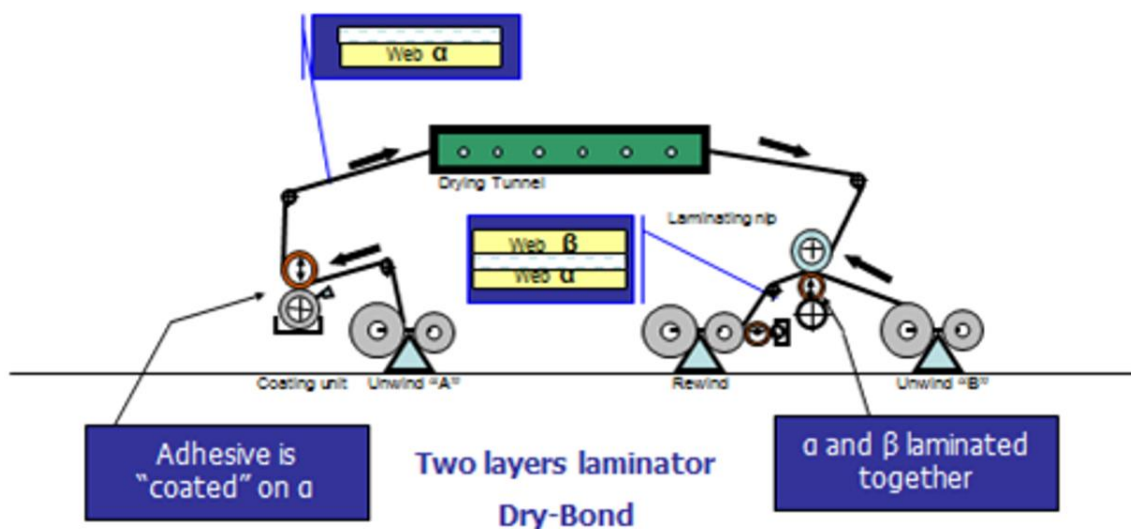 Web α
Drying Tunnel
Laminating nip
Web β
Web α
Coating unit
Unwind "A"
Rewind
Unwind "B"
Adhesive is
"coated" on α
Two layers laminator
Dry-Bond
α and β laminated
together